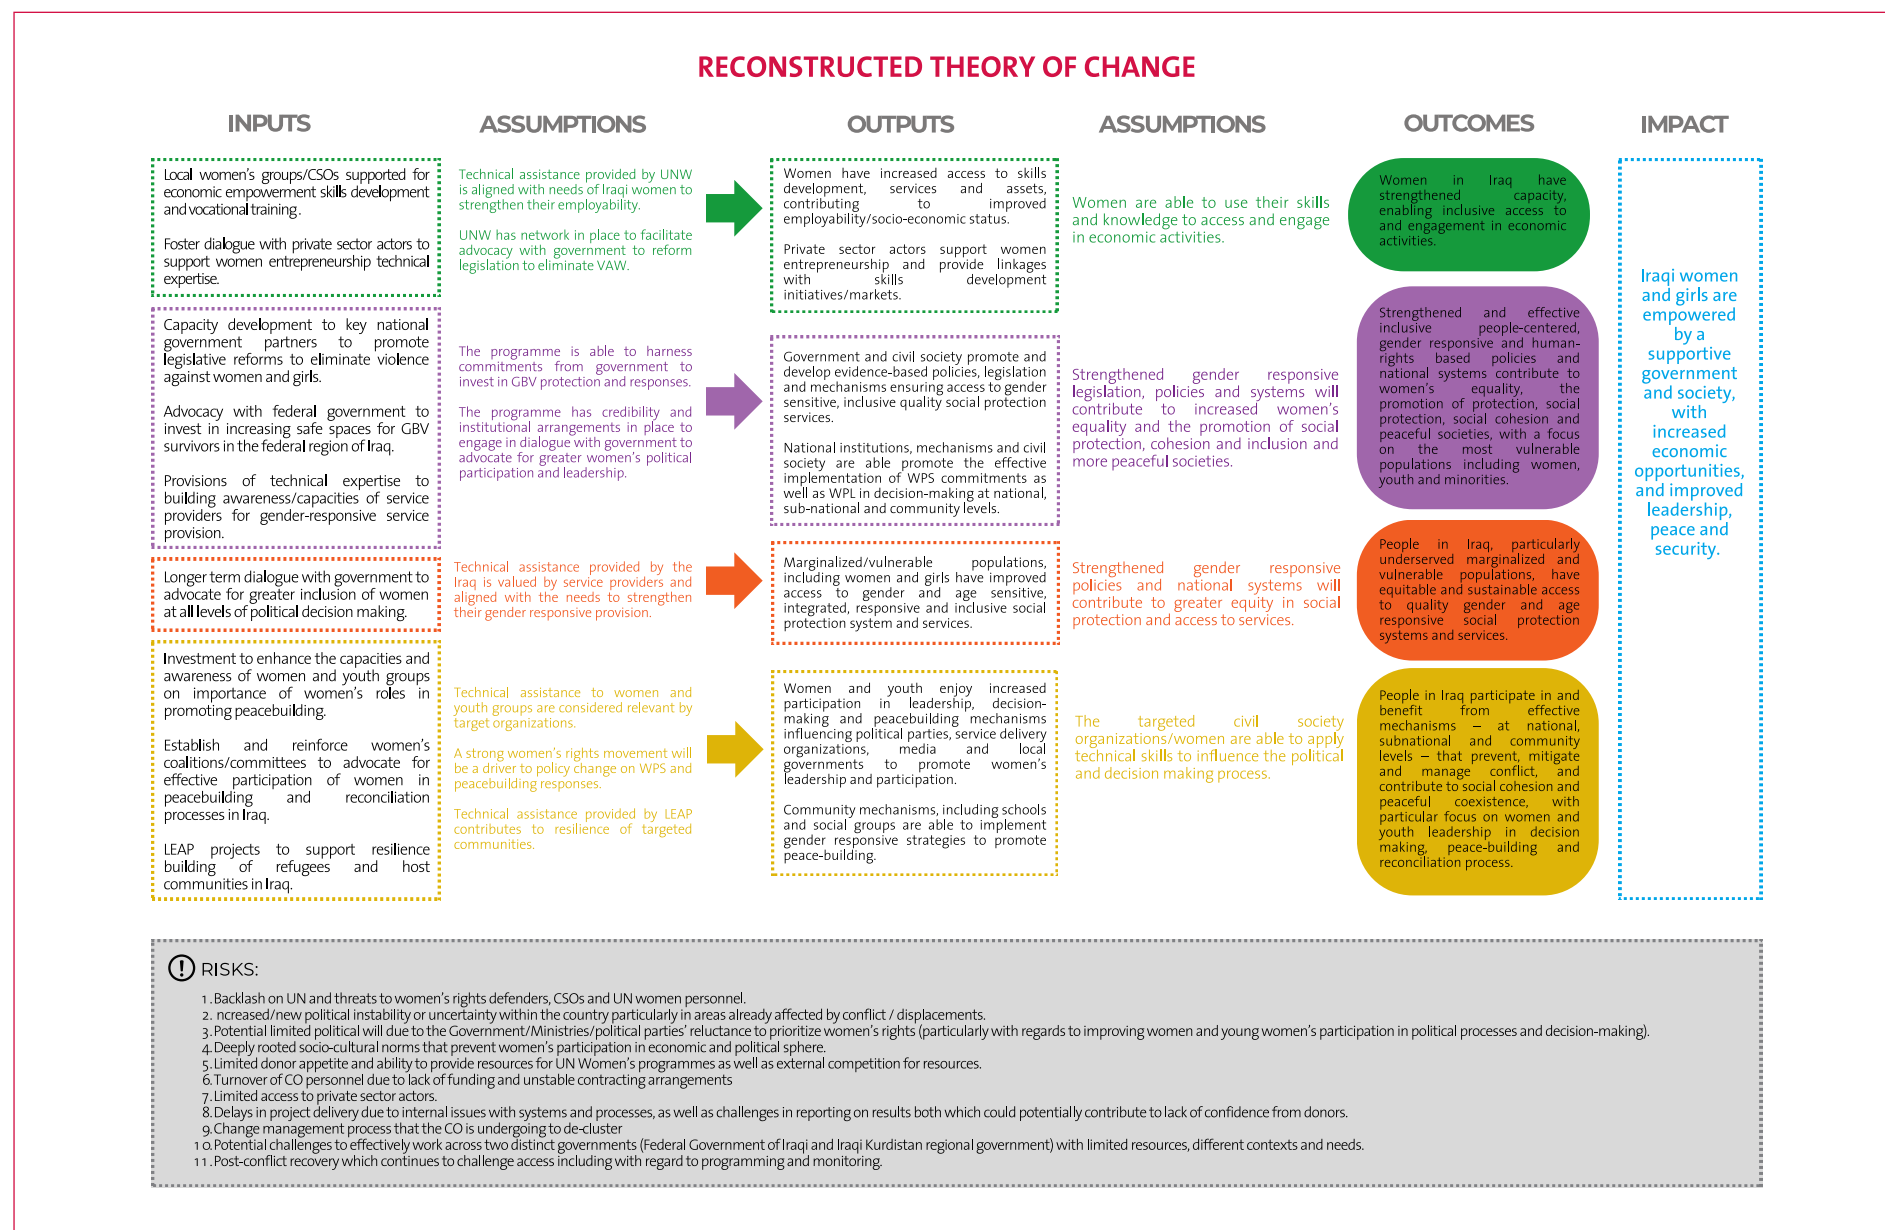 RECONSTRUCTED THEORY OF CHANGE
INPUTS
ASSUMPTIONS
OUTPUTS
ASSUMPTIONS
OUTCOMES
IMPACT
Local women's groups/CSOs supported for
economic empowerment skills development
and vocational training.
Foster dialogue with private sector actors to
support women entrepreneurship technical
expertise.
Technical assistance provided by UNW
is aligned with needs of Iraqi women to
strengthen their employability.
UNW has network in place to facilitate
advocacy with government to reform
legislation to eliminate VAW.
Women have increased access to skills
development, services and assets,
contributing to improved
employability/socio-economic status.
Private sector actors support women
entrepreneurship and provide linkages
with skills development
initiatives/markets.
Women are able to use their skills
and knowledge to access and engage
in economic activities.
Women in Iraq have
strengthened capacity,
enabling inclusive access to
and engagement in economic
activities.
Capacity development to key national
government partners to promote
legislative reforms to eliminate violence
against women and girls.
Advocacy with federal government to
invest in increasing safe spaces for GBV
survivors in the federal region of Iraq.
Provisions of technical expertise to
building awareness/capacities of service
providers for gender-responsive service
provision.
The programme is able to harness
commitments from government to
invest in GBV protection and responses.
The programme has credibility and
institutional arrangements in place to
engage in dialogue with government to
advocate for greater women's political
participation and leadership.
Government and civil society promote and
develop evidence-based policies, legislation
and mechanisms ensuring access to gender
sensitive, inclusive quality social protection
services.
National institutions, mechanisms and civil
society are able promote the effective
implementation of WPS commitments as
well as WPL in decision-making at national,
sub-national and community levels.
Strengthened gender responsive
legislation, policies and systems will
contribute to increased women's
equality and the promotion of social
protection, cohesion and inclusion and
more peaceful societies.
Strengthened and effective
inclusive people-centered,
gender responsive and human-
rights based policies and
national systems contribute to
women's equality, the
promotion of protection, social
protection, social cohesion and
peaceful societies, with a focus
on the most vulnerable
populations including women,
youth and minorities.
Longer term dialogue with government to
advocate for greater inclusion of women
at all levels of political decision making.
Technical assistance provided by the
Iraq is valued by service providers and
aligned with the needs to strengthen
their gender responsive provision.
Marginalized/vulnerable populations,
including women and girls have improved
access to gender and age sensitive,
integrated, responsive and inclusive social
protection system and services.
Strengthened gender responsive
policies and national systems will
contribute to greater equity in social
protection and access to services.
People in Iraq, particularly
underserved marginalized and
vulnerable populations, have
equitable and sustainable access
to quality gender and age
responsive social protection
systems and services.
Investment to enhance the capacities and
awareness of women and youth groups
on importance of women's roles in
promoting peacebuilding.
Establish and reinforce women's
coalitions/committees to advocate for
effective participation of women in
peacebuilding and reconciliation
processes in Iraq.
LEAP projects to support resilience
building of refugees and host
communities in Iraq.
Technical assistance to women and
youth groups are considered relevant by
target organizations.
A strong women's rights movement will
be a driver to policy change on WPS and
peacebuilding responses.
Technical assistance provided by LEAP
contributes to resilience of targeted
communities.
Women and youth enjoy increased
participation in leadership, decision-
making and peacebuilding mechanisms
influencing political parties, service delivery
organizations, media and local
governments to promote women's
leadership and participation.
Community mechanisms, including schools
and social groups are able to implement
gender responsive strategies to promote
peace-building.
The targeted civil society
organizations/women are able to apply
technical skills to influence the political
and decision making process.
People in Iraq participate in and
benefit from effective
mechanisms – at national,
subnational and community
levels – that prevent, mitigate
and manage conflict, and
contribute to social cohesion and
peaceful coexistence, with
particular focus on women and
youth leadership in decision
making, peace-building and
reconciliation process.
Iraqi women
and girls are
empowered
by a
supportive
government
and society,
with
increased
economic
opportunities,
and improved
leadership,
peace and
security.
RISKS:
1. Backlash on UN and threats to women's rights defenders, CSOs and UN women personnel.
2. ncreased/new political instability or uncertainty within the country particularly in areas already affected by conflict / displacements.
3. Potential limited political will due to the Government/Ministries/political parties' reluctance to prioritize women's rights (particularly with regards to improving women and young women's participation in political processes and decision-making).
4. Deeply rooted socio-cultural norms that prevent women's participation in economic and political sphere.
5. Limited donor appetite and ability to provide resources for UN Women's programmes as well as external competition for resources.
6. Turnover of CO personnel due to lack of funding and unstable contracting arrangements
7. Limited access to private sector actors.
8. Delays in project delivery due to internal issues with systems and processes, as well as challenges in reporting on results both which could potentially contribute to lack of confidence from donors.
9. Change management process that the CO is undergoing to de-cluster
10. Potential challenges to effectively work across two distinct governments (Federal Government of Iraqi and Iraqi Kurdistan regional government) with limited resources, different contexts and needs.
11. Post-conflict recovery which continues to challenge access including with regard to programming and monitoring.